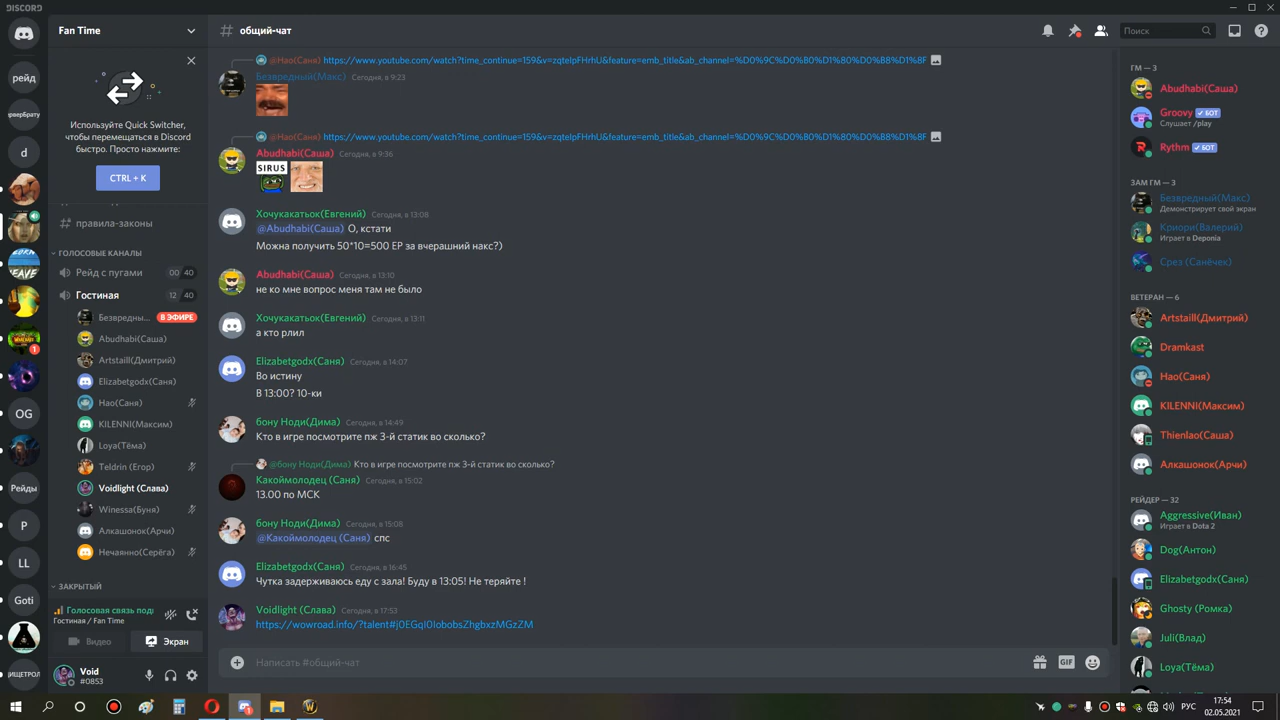 DISCORD
Fan Time
# общий-чат
Поиск
рейд
ервербрату
d
OG
Рейды
P
LL
Goti
ИЩЕТРОЛ
1
Используйте Quick Switcher,
чтобы перемещаться в Discord
быстро. Просто нажмите:
CTRL + K
# правила-законы
ГОЛОСОВЫЕ КАНАЛЫ
Рейд с пугами 00 40
Гостиная 12 40
Безвредны... В ЭФИРЕ
Abudhabi(Саша)
Artstaill(Дмитрий)
Elizabetgodx(Саня)
Hao(Саня)
KILENNI(Максим)
Loya(Тёма)
Teldrin (Егор)
Voidlight (Слава)
Winessa(Буня)
Алкашонок(Арчи)
Нечаянно(Серёга)
ЗАКРЫТЫЙ
Голосовая связь подк
Гостиная / Fan Time
Видео Экран
Void
#0853
@Hao(Саня) https://www.youtube.com/watch?time_continue=159&v=zqteIpFHrhU&feature=emb_title&ab_channel=%D0%9C%D0%B0%D1%80%D0%B8%D1%8F
Безвредный(Макс) Сегодня, в 9:23
@Hao(Саня) https://www.youtube.com/watch?time_continue=159&v=zqteIpFHrhU&feature=emb_title&ab_channel=%D0%9C%D0%B0%D1%80%D0%B8%D1%8F
Abudhabi(Саша) Сегодня, в 9:36
SIRUS
Хочукакатьок(Евгений) Сегодня, в 13:08
@Abudhabi(Саша) О, кстати
Можна получить 50*10=500 EP за вчерашний накс?)
Abudhabi(Саша) Сегодня, в 13:10
не ко мне вопрос меня там не было
Хочукакатьок(Евгений) Сегодня, в 13:11
а кто рлил
Elizabetgodx(Саня) Сегодня, в 14:07
Во истину
В 13:00? 10-ки
бону Ноди(Дима) Сегодня, в 14:49
Кто в игре посмотрите пж 3-й статик во сколько?
@бону Ноди(Дима) Кто в игре посмотрите пж 3-й статик во сколько?
Какоймолодец (Саня) Сегодня, в 15:02
13.00 по МСК
бону Ноди(Дима) Сегодня, в 15:08
@Какоймолодец (Саня) спс
Elizabetgodx(Саня) Сегодня, в 16:45
Чутка задерживаюсь еду с зала! Буду в 13:05! Не теряйте !
Voidlight (Слава) Сегодня, в 17:53
https://wowroad.info/?talent#j0EGqI0IobobsZhgbxzMGzZM
Написать #общий-чат
GIF
ГМ — 3
Abudhabi(Саша)
Groovy БОТ
Слушает /play
Rythm БОТ
ЗАМ ГМ — 3
Безвредный(Макс)
Демонстрирует свой экран
Криори(Валерий)
Играет в Deponia
Срез (Санёчек)
ВЕТЕРАН — 6
Artstaill(Дмитрий)
Dramkast
Hao(Саня)
KILENNI(Максим)
Thienlao(Саша)
Алкашонок(Арчи)
РЕЙДЕР — 32
Aggressive(Иван)
Играет в Dota 2
Dog(Антон)
Elizabetgodx(Саня)
Ghosty (Ромка)
Juli(Влад)
Loya(Тёма)
РУС
17:54
02.05.2021